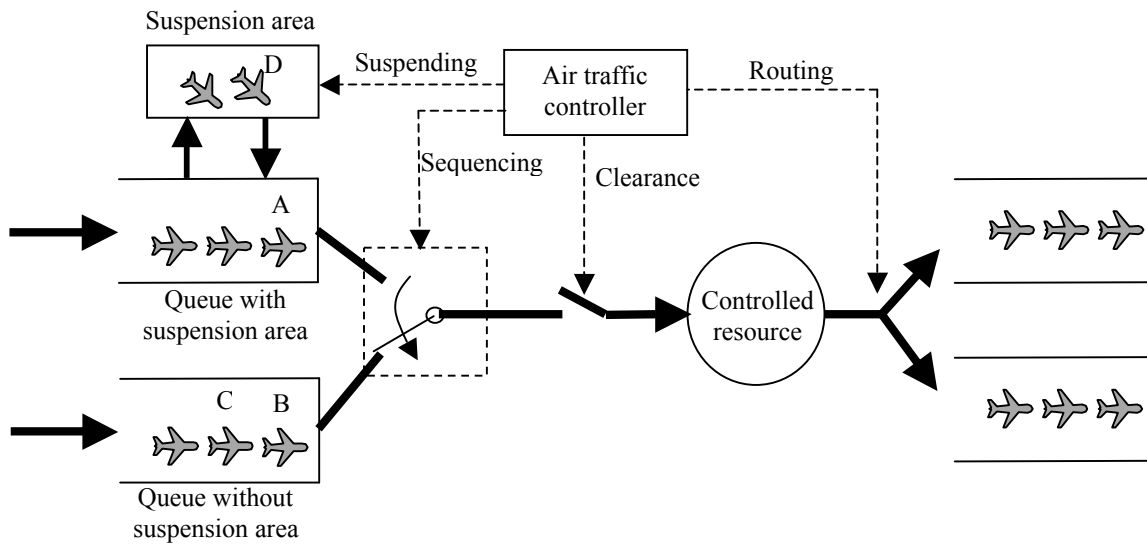 Suspension area
D
Suspending
Air traffic
controller
Routing
Sequencing
Clearance
A
Queue with
suspension area
Controlled
resource
C B
Queue without
suspension area